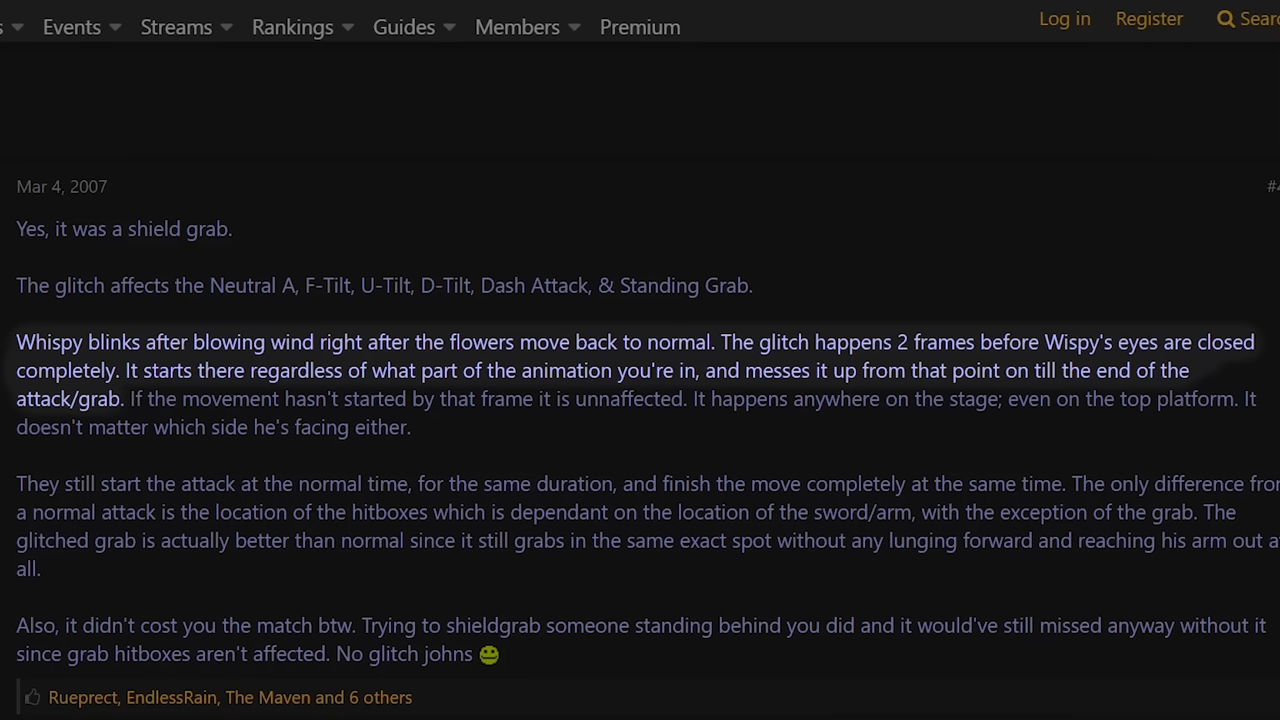 Events Streams Rankings Guides Members Premium Log in Register
Mar 4, 2007
Yes, it was a shield grab.
The glitch affects the Neutral A, F-Tilt, U-Tilt, D-Tilt, Dash Attack, & Standing Grab.
Whispy blinks after blowing wind right after the flowers move back to normal. The glitch happens 2 frames before Wispy's eyes are closed
completely. It starts there regardless of what part of the animation you're in, and messes it up from that point on till the end of the
attack/grab. If the movement hasn't started by that frame it is unnaffected. It happens anywhere on the stage; even on the top platform. It
doesn't matter which side he's facing either.
They still start the attack at the normal time, for the same duration, and finish the move completely at the same time. The only difference
a normal attack is the location of the hitboxes which is dependant on the location of the sword/arm, with the exception of the grab. The
glitched grab is actually better than normal since it still grabs in the same exact spot without any lunging forward and reaching his arm out
all.
Also, it didn't cost you the match btw. Trying to shieldgrab someone standing behind you did and it would've still missed anyway without it
since grab hitboxes aren't affected. No glitch johns
Rueprect, EndlessRain, The Maven and 6 others